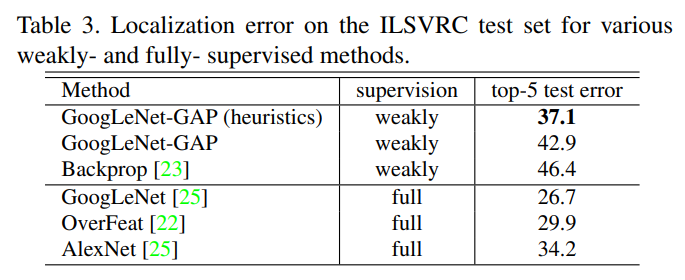 Table 3. Localization error on the ILSVRC test set for various
weakly- and fully- supervised methods.
Method supervision top-5 test error
GoogLeNet-GAP (heuristics) weakly 37.1
GoogLeNet-GAP weakly 42.9
Backprop [23] weakly 46.4
GoogLeNet [25] full 26.7
OverFeat [22] full 29.9
AlexNet [25] full 34.2